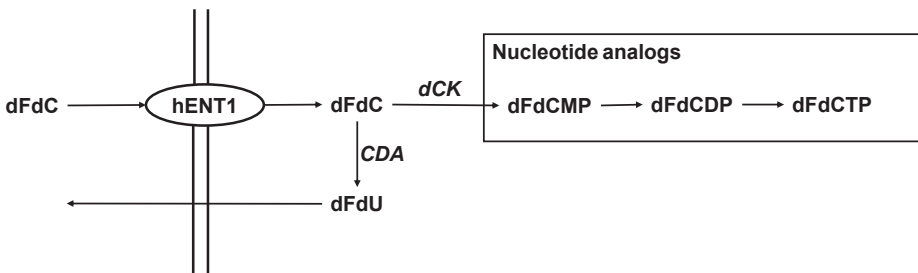 Nucleotide analogs
dFdC
hENT1
dFdC
dCK
dFdCMP
dFdCDP
dFdCTP
CDA
dFdU